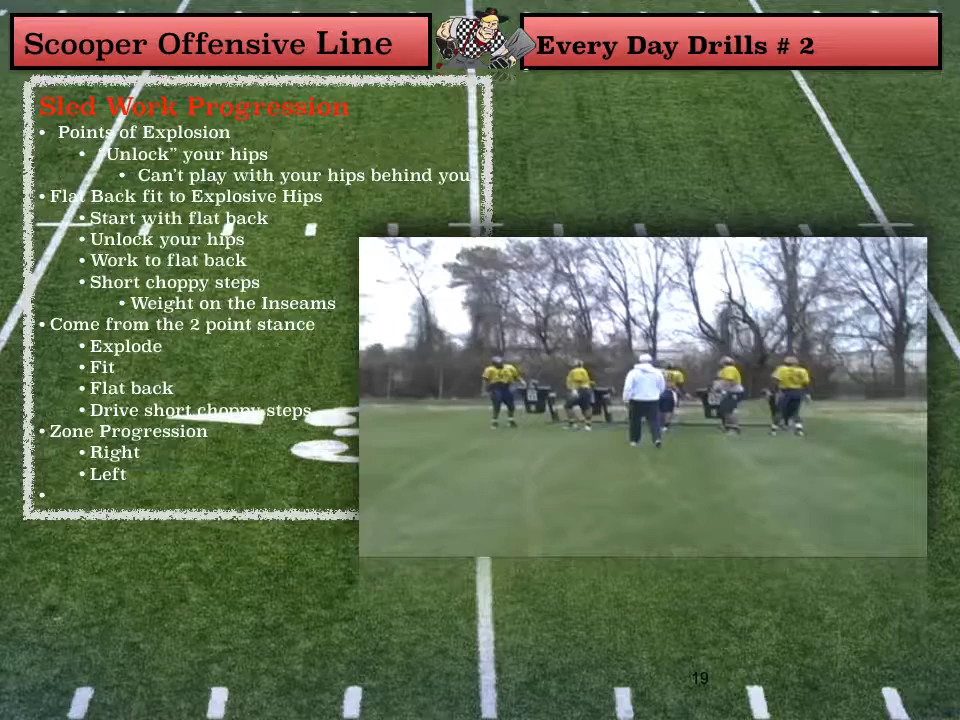 Scooper Offensive Line
Every Day Drills # 2
Sled Work Progression
• Points of Explosion
• “Unlock” your hips
• Can’t play with your hips behind you
• Flat Back fit to Explosive Hips
• Start with flat back
• Unlock your hips
• Work to flat back
• Short choppy steps
• Weight on the Inseams
• Come from the 2 point stance
• Explode
• Fit
• Flat back
• Drive short choppy steps
• Zone Progression
• Right
• Left
•
19